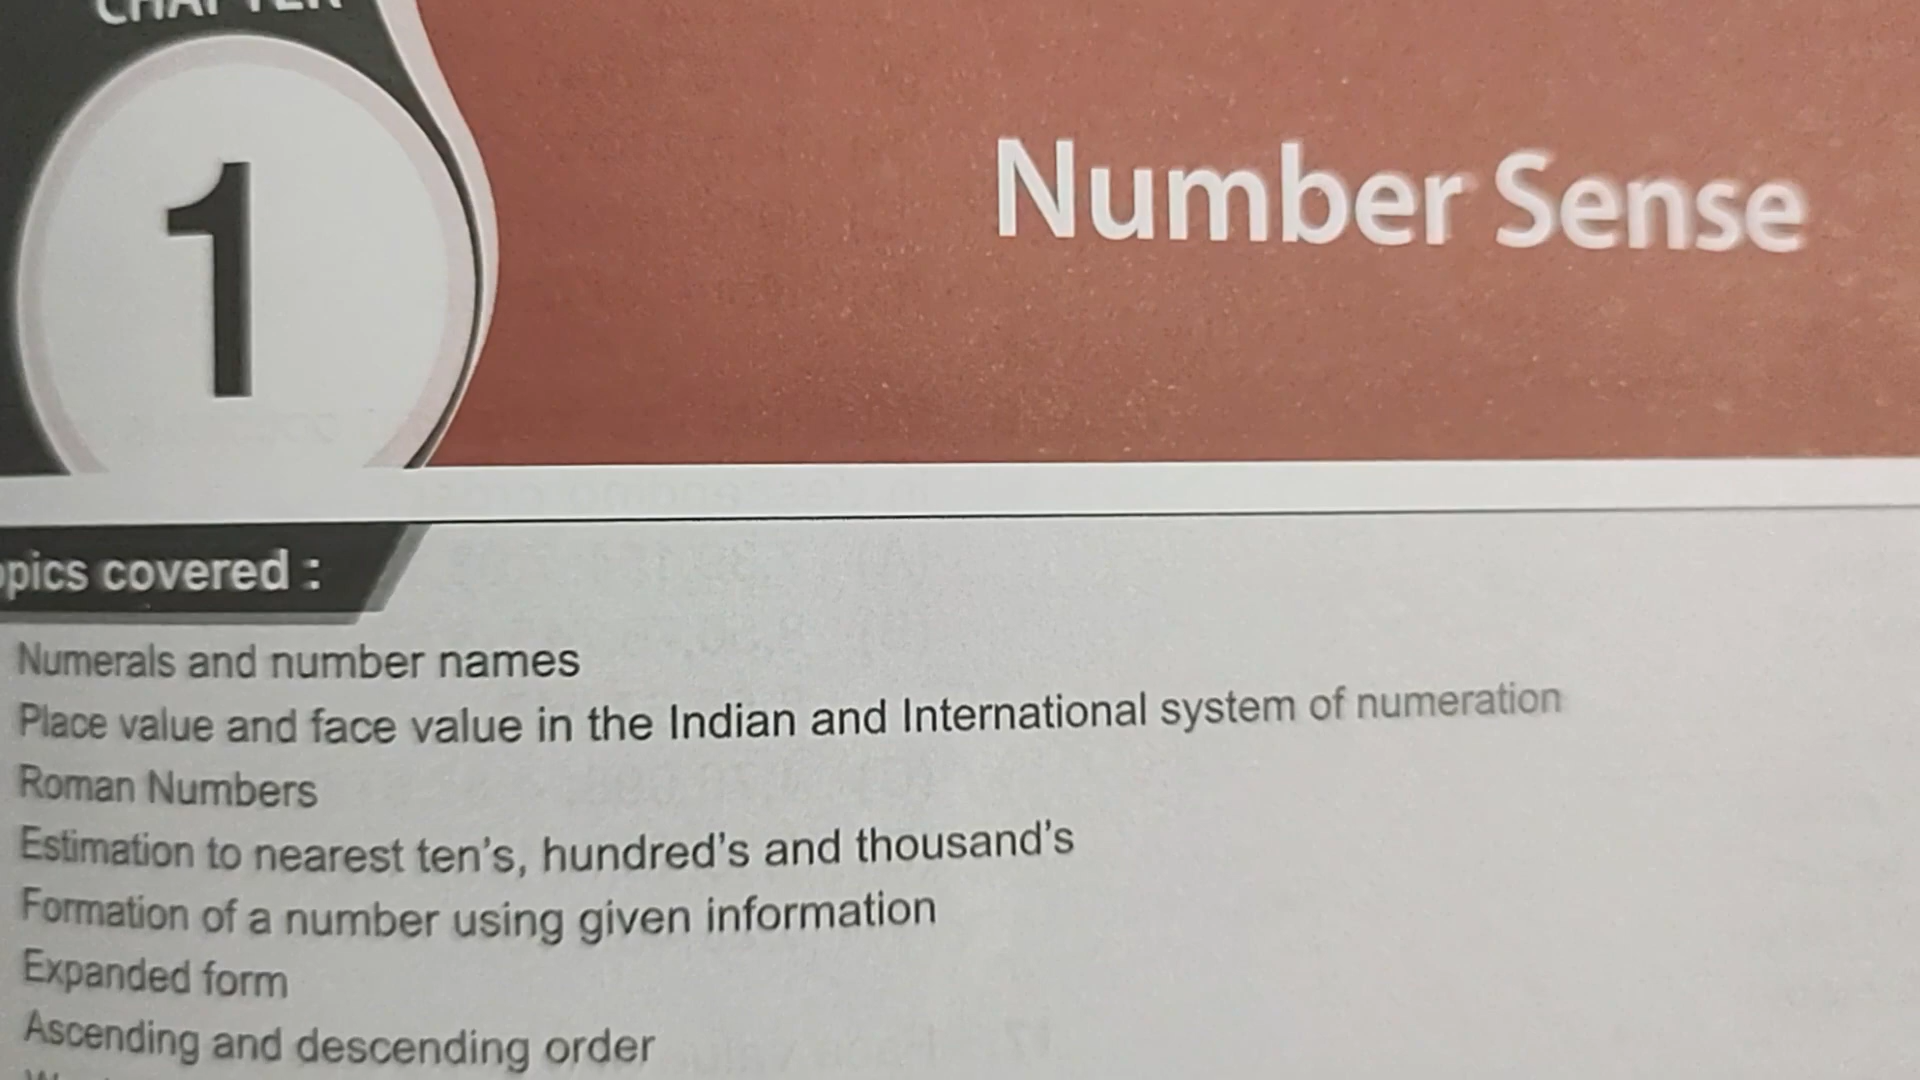 CHAPTER
1
Number Sense
opics covered :
Numerals and number names
Place value and face value in the Indian and International system of numeration
Roman Numbers
Estimation to nearest ten's, hundred's and thousand's
Formation of a number using given information
Expanded form
Ascending and descending order